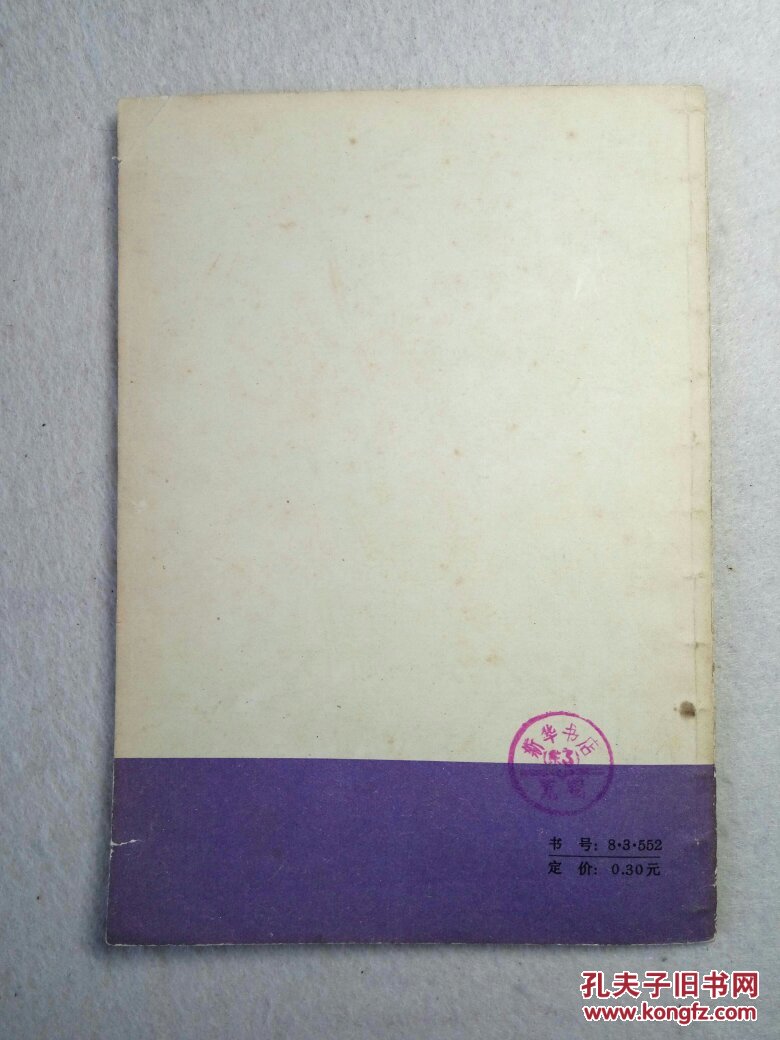 新华书店
书 号: 8·3·552
定 价: 0.30元
孔夫子旧书网
www.kongfz.com